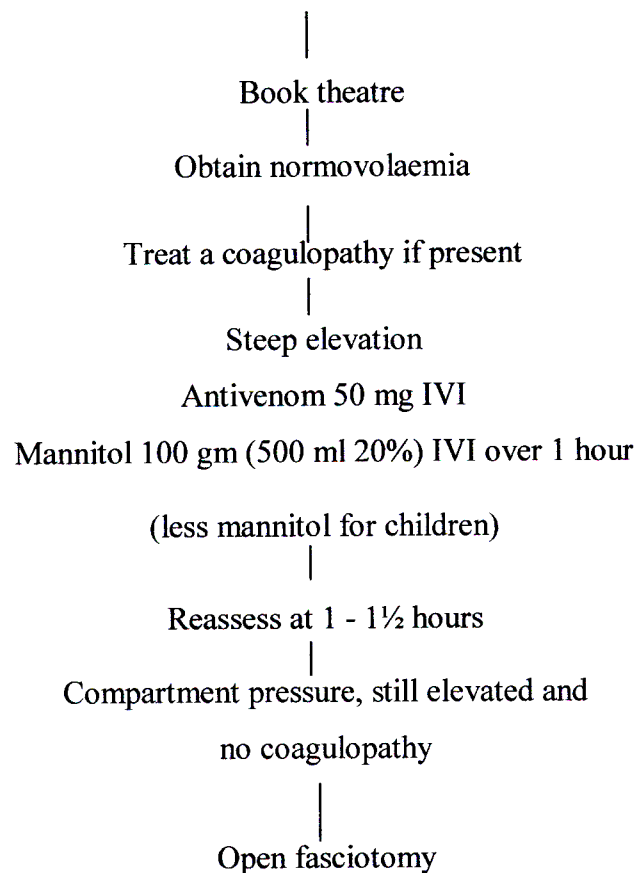 Book theatre
Obtain normovolaemia
Treat a coagulopathy if present
Steep elevation
Antivenom 50 mg IVI
Mannitol 100 gm (500 ml 20%) IVI over 1 hour
(less mannitol for children)
Reassess at 1 - 1½ hours
Compartment pressure, still elevated and
no coagulopathy
Open fasciotomy